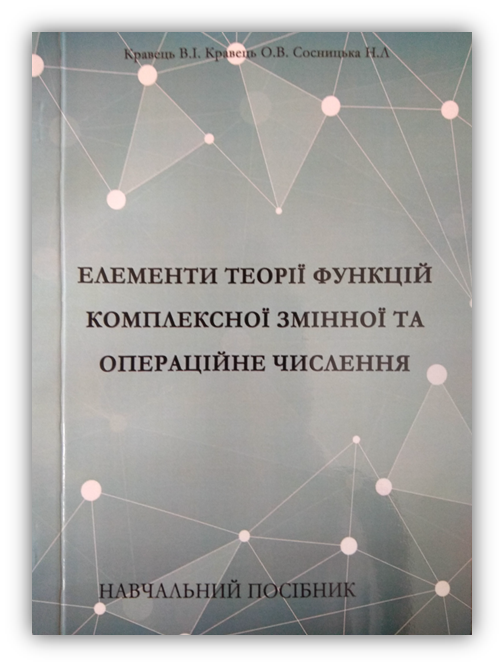 Кравець В.І. Кравець О.В. Сосницька Н.Л
ЕЛЕМЕНТИ ТЕОРІЇ ФУНКЦІЙ
КОМПЛЕКСНОЇ ЗМІННОЇ ТА
ОПЕРАЦІЙНЕ ЧИСЛЕННЯ
НАВЧАЛЬНИЙ ПОСІБНИК